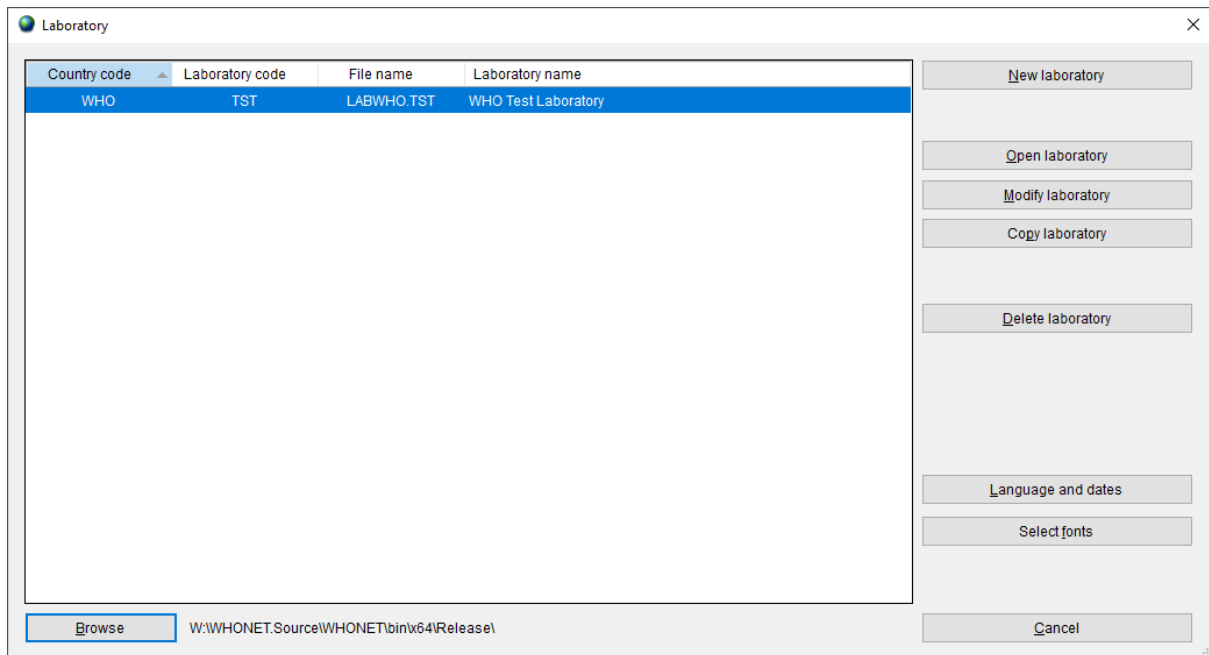 Laboratory
Country code Laboratory code File name Laboratory name
WHO TST LABWHO.TST WHO Test Laboratory
New laboratory
Open laboratory
Modify laboratory
Copy laboratory
Delete laboratory
Language and dates
Select fonts
Browse W:\WHONET.Source\WHONET\bin\x64\Release\
Cancel